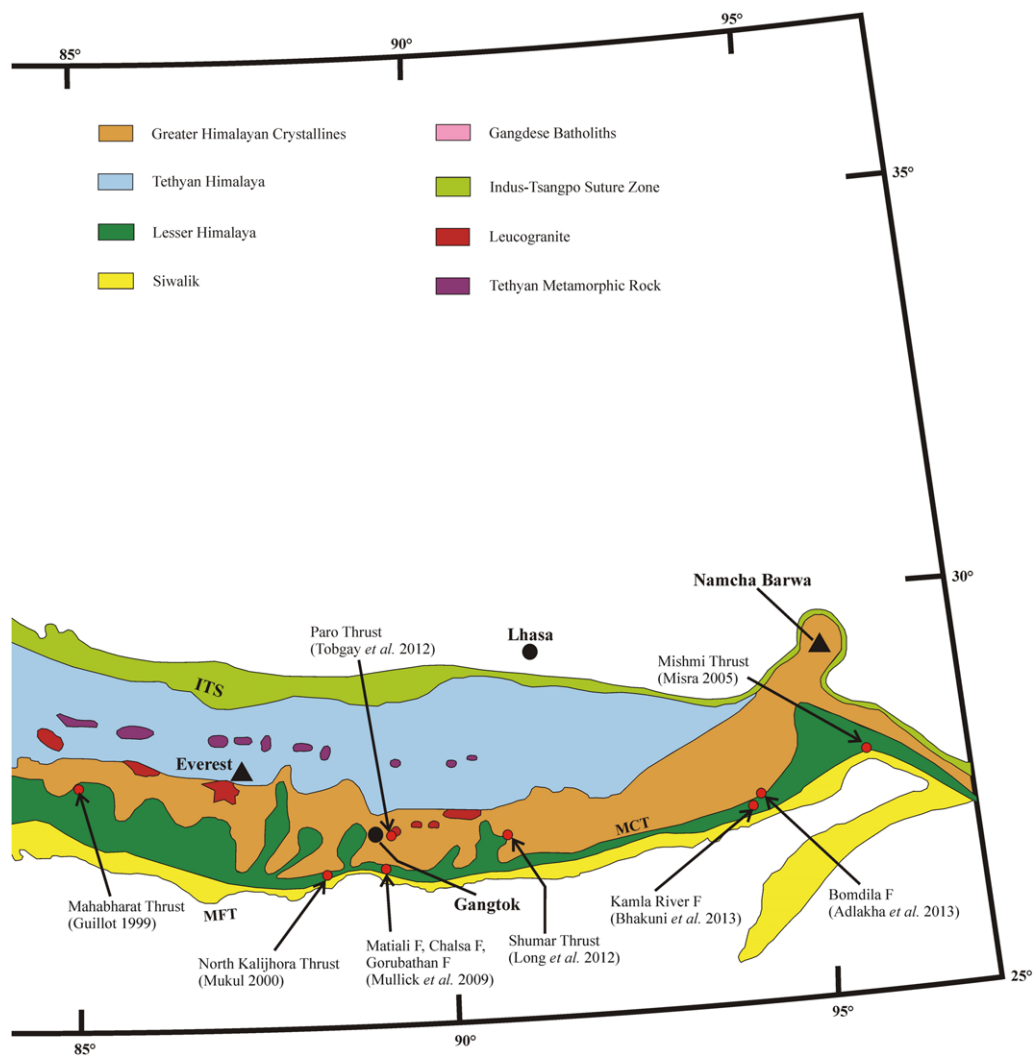 85°
90°
95°
Greater Himalayan Crystallines
Tethyan Himalaya
Lesser Himalaya
Siwalik
Gangdese Batholiths
Indus-Tsangpo Suture Zone
Leucogranite
Tethyan Metamorphic Rock
35°
30°
Namcha Barwa
Lhasa
Paro Thrust
(Tobgay et al. 2012)
Mishmi Thrust
(Misra 2005)
ITS
Everest
MCT
Mahabharat Thrust
(Guillot 1999)
MFT
Gangtok
North Kalijhora Thrust
(Mukul 2000)
Matiali F, Chalsa F,
Gorubathan F
(Mullick et al. 2009)
Shumar Thrust
(Long et al. 2012)
Kamla River F
(Bhakuni et al. 2013)
Bomdila F
(Adlakha et al. 2013)
25°
85°
90°
95°